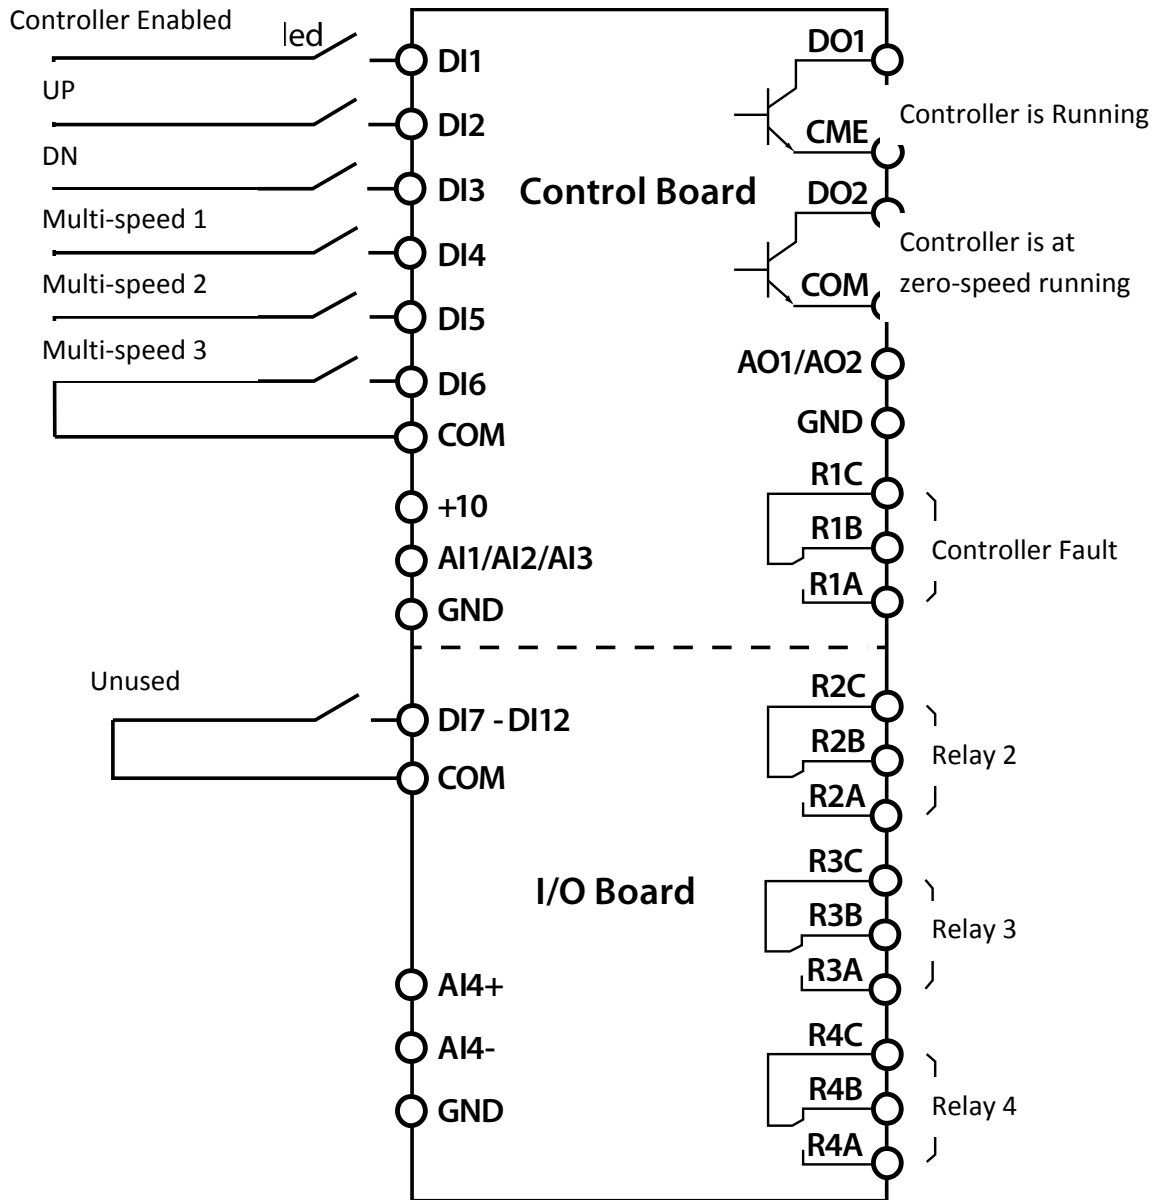 Controller Enabled
led
DI1
UP
DI2
DN
DI3
Multi-speed 1
DI4
Multi-speed 2
DI5
Multi-speed 3
DI6
COM
+10
AI1/AI2/AI3
GND
Control Board
DO1
CME
Controller is Running
DO2
COM
Controller is at
zero-speed running
AO1/AO2
GND
R1C
R1B
R1A
Controller Fault
Unused
DI7 - DI12
COM
I/O Board
AI4+
AI4-
GND
R2C
R2B
R2A
Relay 2
R3C
R3B
R3A
Relay 3
R4C
R4B
R4A
Relay 4